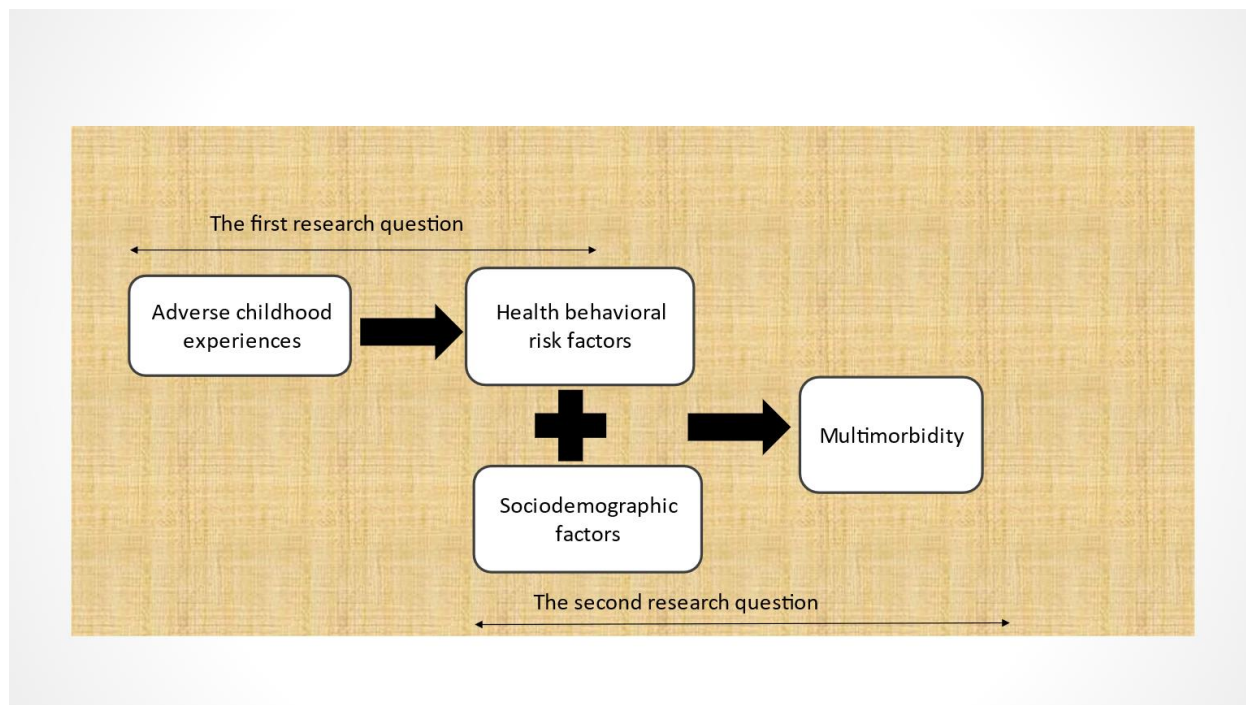 The first research question
Adverse childhood
experiences
Health behavioral
risk factors
Multimorbidity
Sociodemographic
factors
The second research question